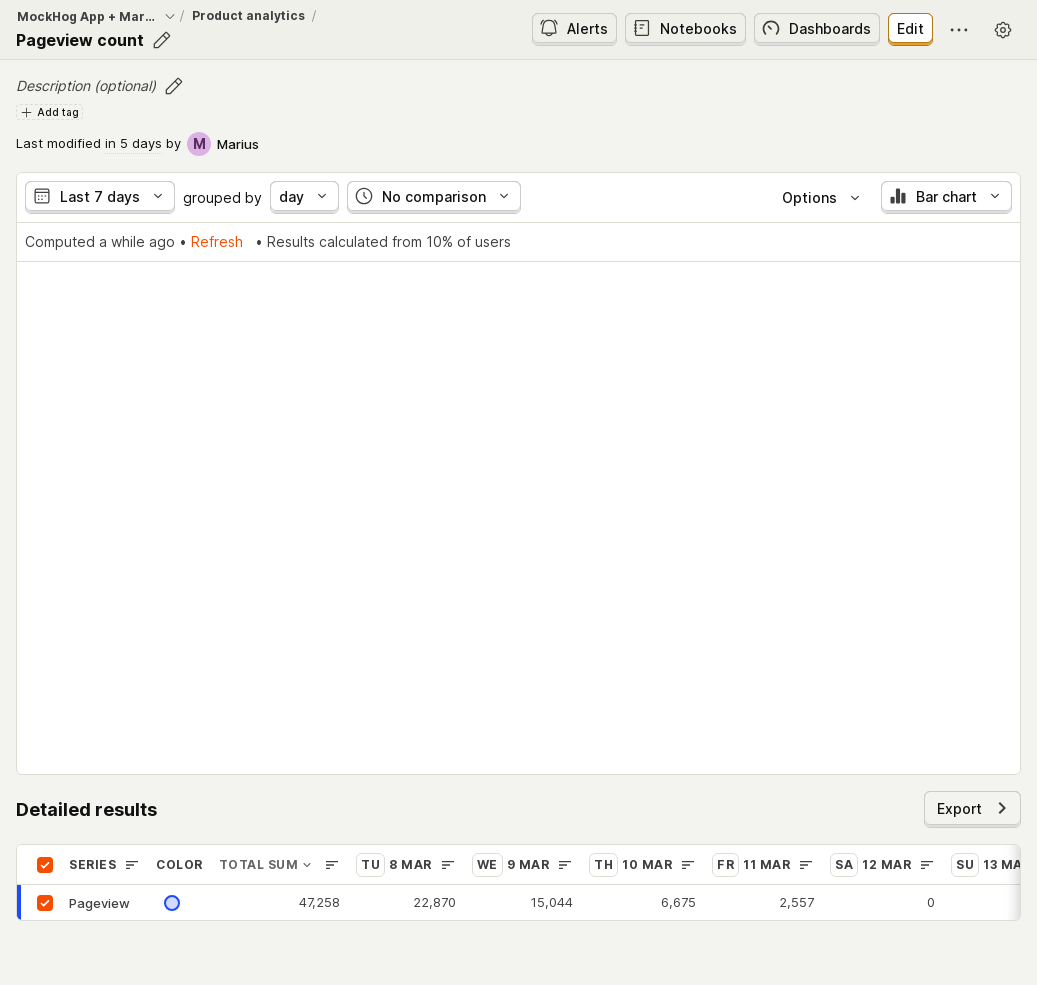 MockHog App + Mar... / Product analytics /
Pageview count
Alerts Notebooks Dashboards Edit
Description (optional)
Add tag
Last modified in 5 days by M Marius
Last 7 days grouped by day No comparison Options Bar chart
Computed a while ago • Refresh • Results calculated from 10% of users
Detailed results
Export
SERIES COLOR TOTAL SUM TU 8 MAR WE 9 MAR TH 10 MAR FR 11 MAR SA 12 MAR SU 13 MA
Pageview 47,258 22,870 15,044 6,675 2,557 0